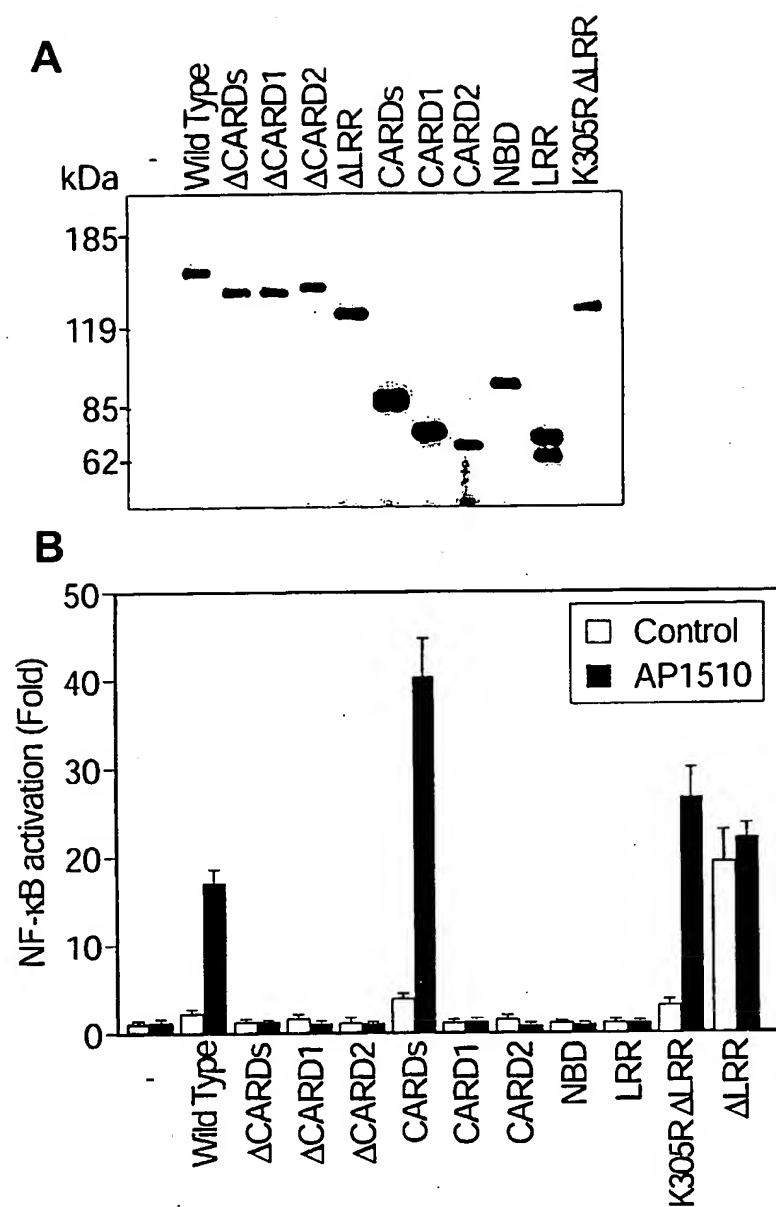 A
kDa
-
Wild Type
ΔCARDs
ΔCARD1
ΔCARD2
ΔLRR
CARDs
CARD1
CARD2
NBD
LRR
K305R ΔLRR
185
119
85
62
B
NF-κB activation (Fold)
50
40
30
20
10
0
Control
AP1510
-
Wild Type
ΔCARDs
ΔCARD1
ΔCARD2
CARDs
CARD1
CARD2
NBD
LRR
K305R ΔLRR
ΔLRR